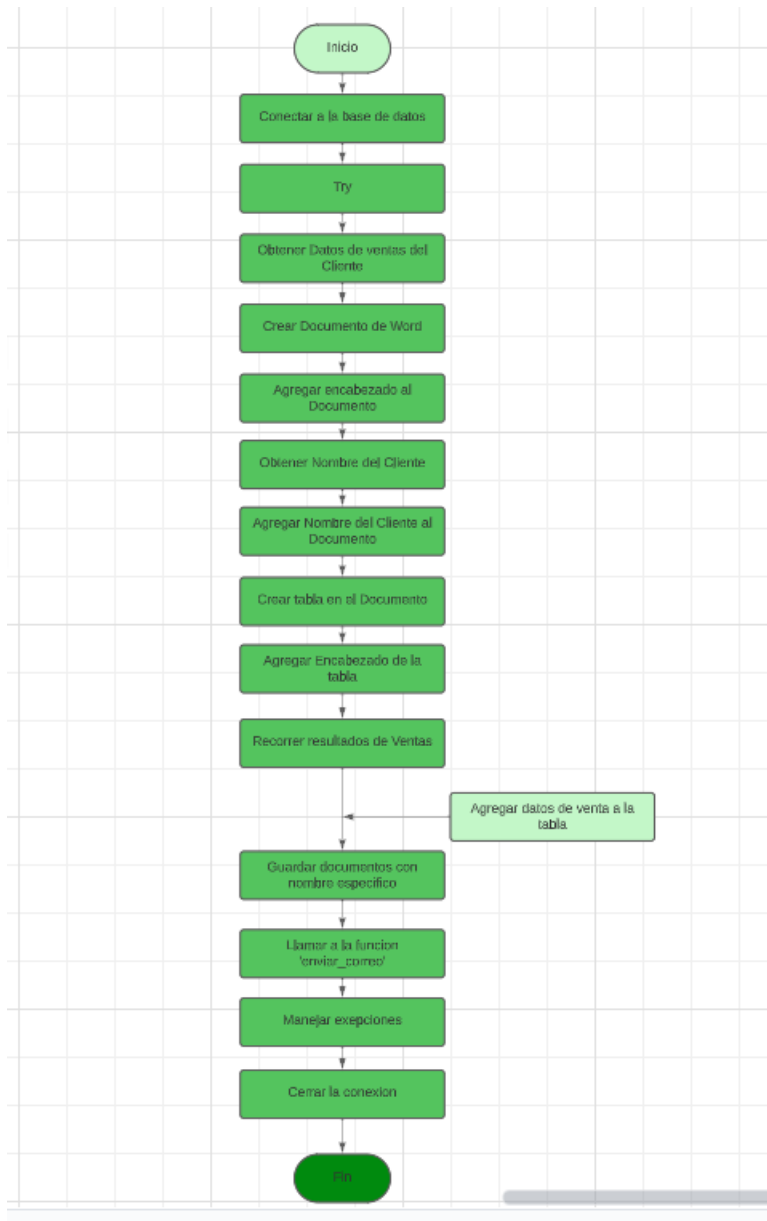 Inicio
Conectar a la base de datos
Try
Obtener Datos de ventas del
Cliente
Crear Documento de Word
Agregar encabezado al
Documento
Obtener Nombre del Cliente
Agregar Nombre del Cliente al
Documento
Crear tabla en el Documento
Agregar Encabezado de la
tabla
Recorrer resultados de Ventas
Agregar datos de venta a la
tabla
Guardar documentos con
nombre especifico
Llamar a la funcion
'enviar_correo'
Manejar exepciones
Cerrar la conexion
Fin